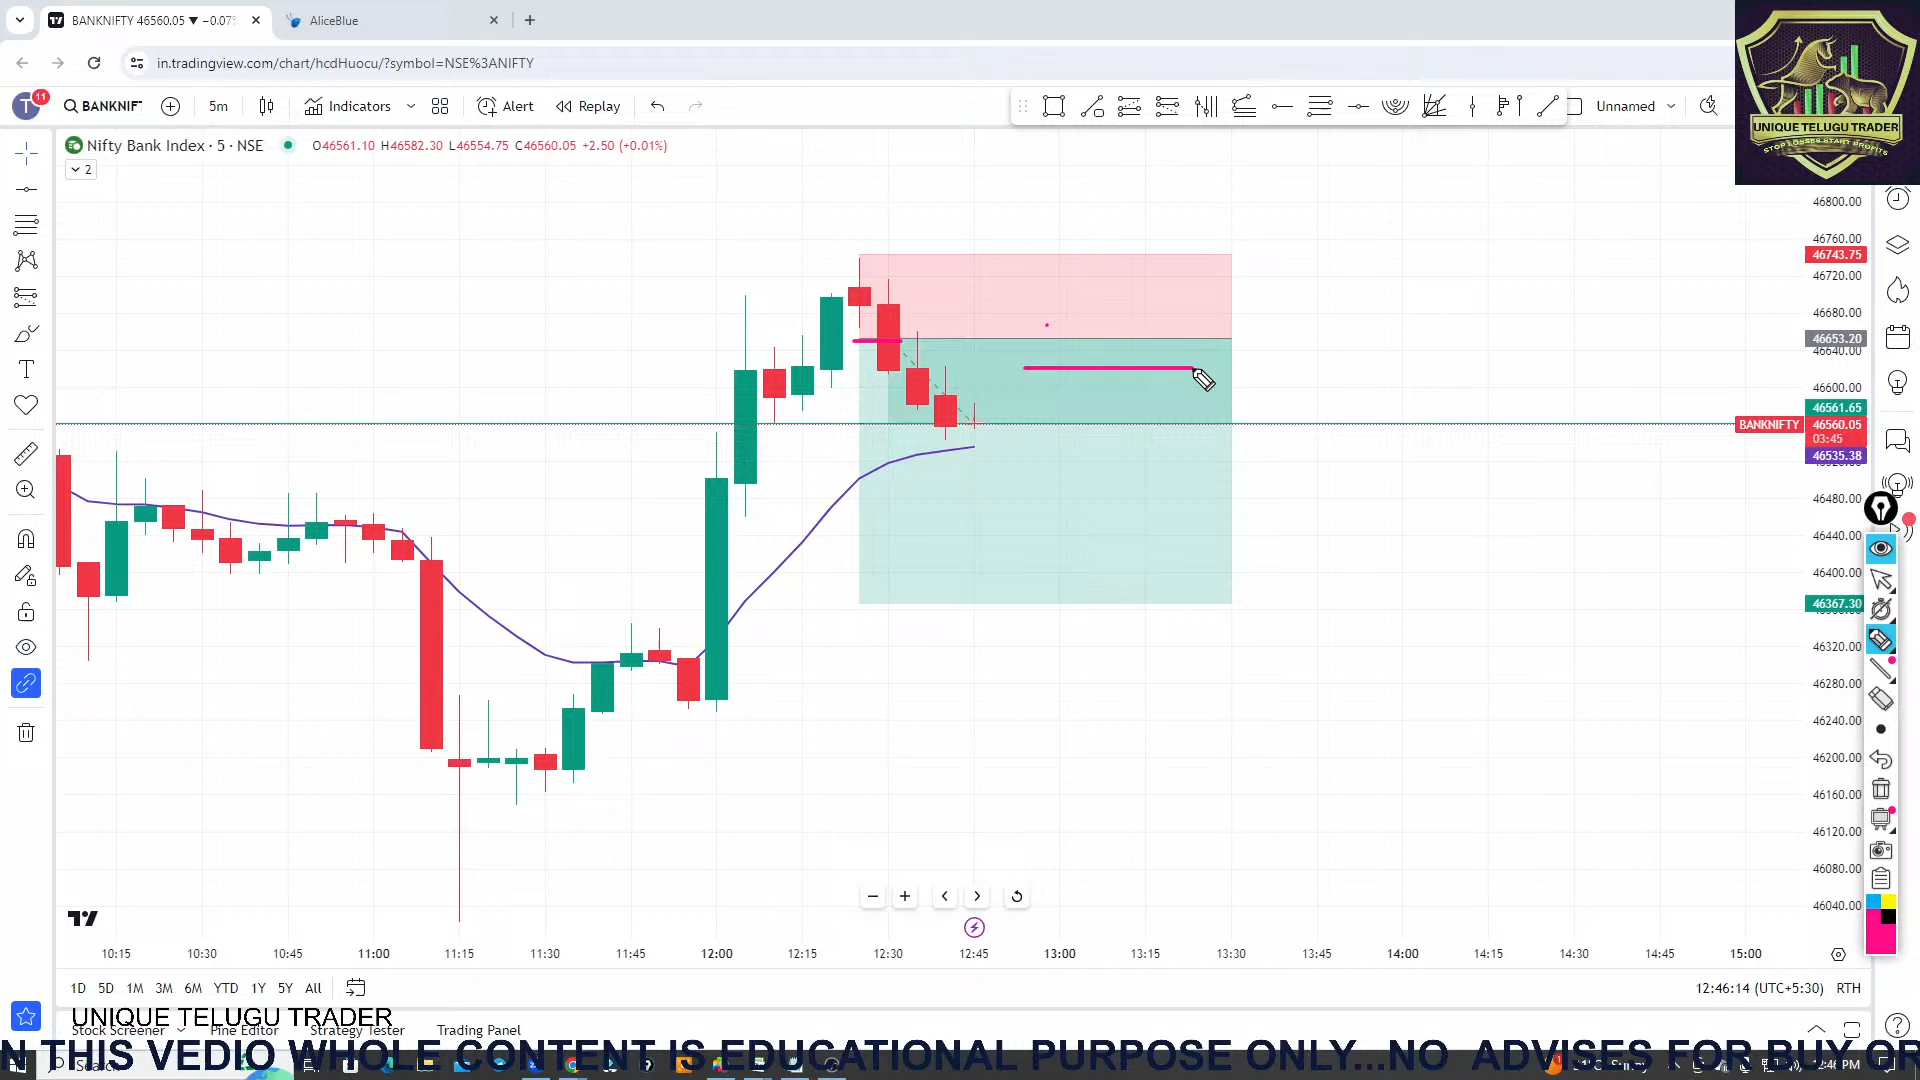 BANKNIFTY 46560.05 ▼ −0.07%
AliceBlue
in.tradingview.com/chart/hcdHuocu/?symbol=NSE%3ANIFTY
T
11
BANKNIF
5m
Indicators
Alert
Replay
Unnamed
UNIQUE TELUGU TRADER
STOP LOSSES START PROFITS
Nifty Bank Index · 5 · NSE
O46561.10 H46582.30 L46554.75 C46560.05 +2.50 (+0.01%)
2
46800.00
46760.00
46743.75
46720.00
46680.00
46653.20
46640.00
46600.00
46561.65
BANKNIFTY
46560.05
03:45
46535.38
46480.00
46440.00
46400.00
46367.30
46320.00
46280.00
46240.00
46200.00
46160.00
46120.00
46080.00
46040.00
10:15 10:30 10:45 11:00 11:15 11:30 11:45 12:00 12:15 12:30 12:45 13:00 13:15 13:30 13:45 14:00 14:15 14:30 14:45 15:00
1D 5D 1M 3M 6M YTD 1Y 5Y All
12:46:14 (UTC+5:30) RTH
UNIQUE TELUGU TRADER
Stock Screener Pine Editor Strategy Tester Trading Panel
N THIS VEDIO WHOLE CONTENT IS EDUCATIONAL PURPOSE ONLY...NO ADVISES FOR BUY OR